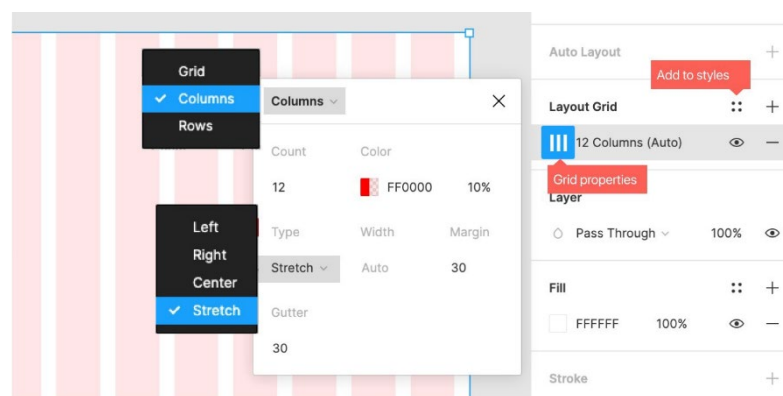 Grid
Columns
Rows
Left
Right
Center
Stretch
Columns
Count Color
12 FF0000 10%
Type Width Margin
Stretch Auto 30
Gutter
30
Auto Layout
Add to styles
Layout Grid
12 Columns (Auto)
Grid properties
Layer
Pass Through 100%
Fill
FFFFFF 100%
Stroke